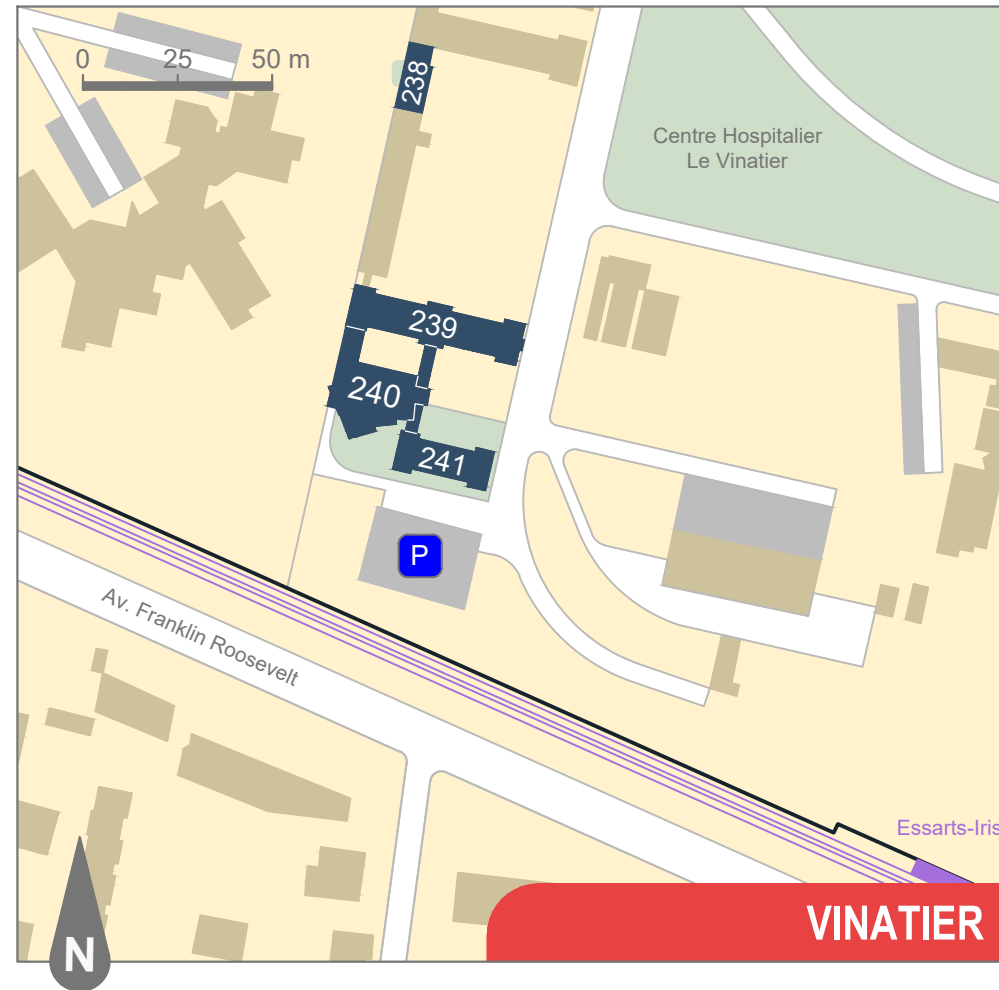 0 25 50 m
238
Centre Hospitalier
Le Vinatier
239
240
241
P
Av. Franklin Roosevelt
Essarts-Iris
VINATIER
N